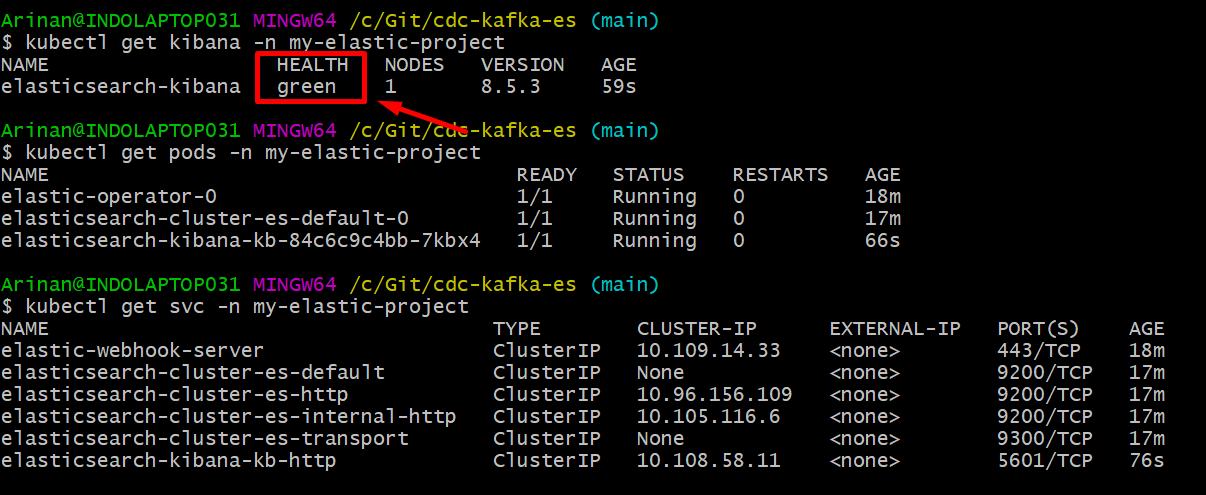 Arinan@INDOLAPTOP031 MINGW64 /c/Git/cdc-kafka-es (main)
$ kubectl get kibana -n my-elastic-project
NAME HEALTH NODES VERSION AGE
elasticsearch-kibana green 1 8.5.3 59s
Arinan@INDOLAPTOP031 MINGW64 /c/Git/cdc-kafka-es (main)
$ kubectl get pods -n my-elastic-project
NAME READY STATUS RESTARTS AGE
elastic-operator-0 1/1 Running 0 18m
elasticsearch-cluster-es-default-0 1/1 Running 0 17m
elasticsearch-kibana-kb-84c6c9c4bb-7kbx4 1/1 Running 0 66s
Arinan@INDOLAPTOP031 MINGW64 /c/Git/cdc-kafka-es (main)
$ kubectl get svc -n my-elastic-project
NAME TYPE CLUSTER-IP EXTERNAL-IP PORT(S) AGE
elastic-webhook-server ClusterIP 10.109.14.33 <none> 443/TCP 18m
elasticsearch-cluster-es-default ClusterIP None <none> 9200/TCP 17m
elasticsearch-cluster-es-http ClusterIP 10.96.156.109 <none> 9200/TCP 17m
elasticsearch-cluster-es-internal-http ClusterIP 10.105.116.6 <none> 9200/TCP 17m
elasticsearch-cluster-es-transport ClusterIP None <none> 9300/TCP 17m
elasticsearch-kibana-kb-http ClusterIP 10.108.58.11 <none> 5601/TCP 76s